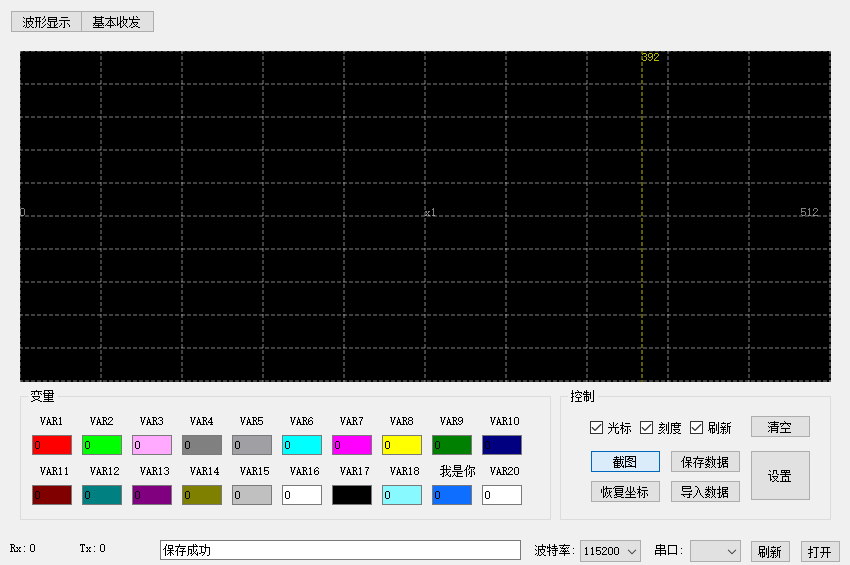 波形显示 基本收发
392
0 x1 512
变量 控制
VAR1 VAR2 VAR3 VAR4 VAR5 VAR6 VAR7 VAR8 VAR9 VAR10
光标 刻度 刷新 清空
0 0 0 0 0 0 0 0 0 0
截图 保存数据 设置
VAR11 VAR12 VAR13 VAR14 VAR15 VAR16 VAR17 VAR18 我是你 VAR20
恢复坐标 导入数据
0 0 0 0 0 0 0 0 0
Rx:0 Tx:0 保存成功 波特率: 115200 串口: 刷新 打开